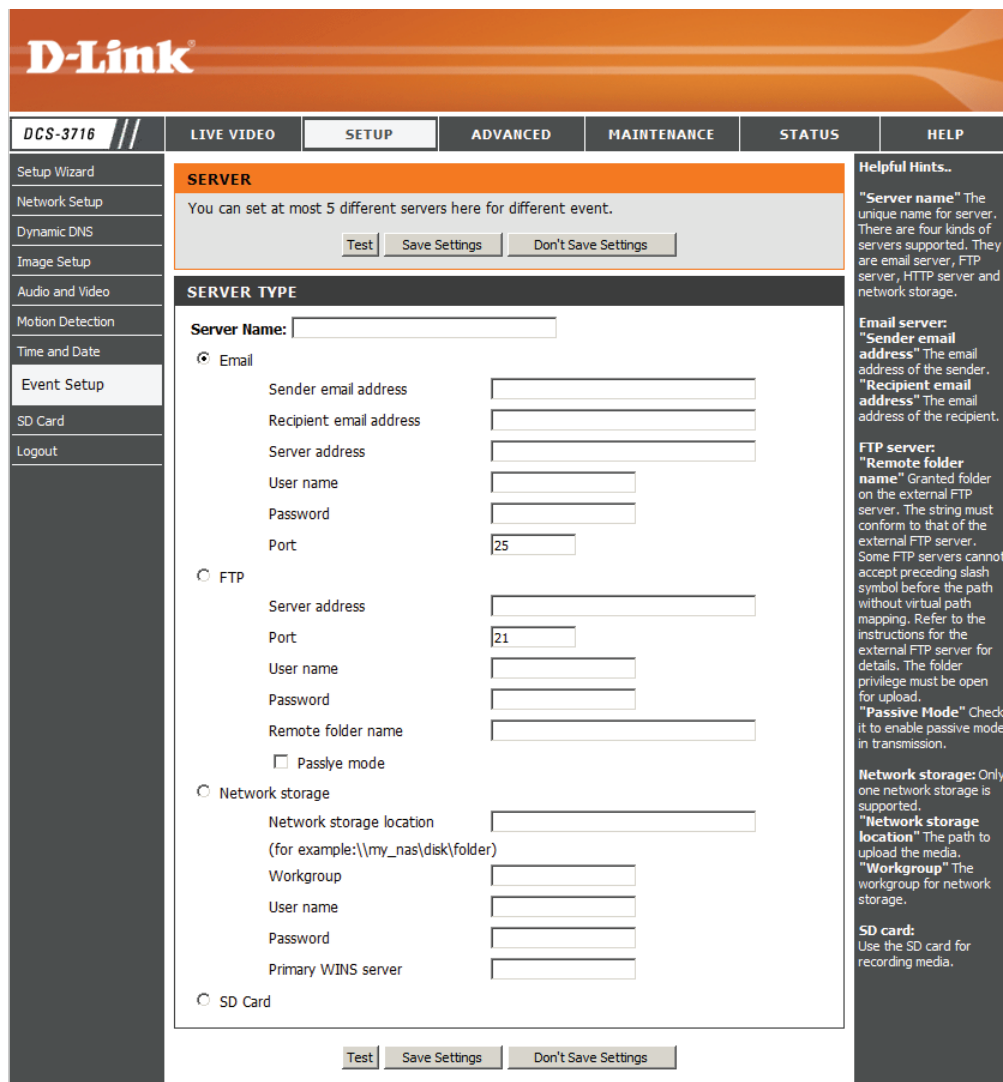 D-Link®
DCS-3716
LIVE VIDEO
SETUP
ADVANCED
MAINTENANCE
STATUS
HELP
Setup Wizard
Network Setup
Dynamic DNS
Image Setup
Audio and Video
Motion Detection
Time and Date
Event Setup
SD Card
Logout
SERVER
You can set at most 5 different servers here for different event.
Test
Save Settings
Don't Save Settings
SERVER TYPE
Server Name:
Email
Sender email address
Recipient email address
Server address
User name
Password
Port 25
FTP
Server address
Port 21
User name
Password
Remote folder name
Passlye mode
Network storage
Network storage location
(for example:\\my_nas\disk\folder)
Workgroup
User name
Password
Primary WINS server
SD Card
Test
Save Settings
Don't Save Settings
Helpful Hints..
"Server name" The
unique name for server.
There are four kinds of
servers supported. They
are email server, FTP
server, HTTP server and
network storage.
Email server:
"Sender email
address" The email
address of the sender.
"Recipient email
address" The email
address of the recipient.
FTP server:
"Remote folder
name" Granted folder
on the external FTP
server. The string must
conform to that of the
external FTP server.
Some FTP servers cannot
accept preceding slash
symbol before the path
without virtual path
mapping. Refer to the
instructions for the
external FTP server for
details. The folder
privilege must be open
for upload.
"Passive Mode" Check
it to enable passive mode
in transmission.
Network storage: Only
one network storage is
supported.
"Network storage
location" The path to
upload the media.
"Workgroup" The
workgroup for network
storage.
SD card:
Use the SD card for
recording media.